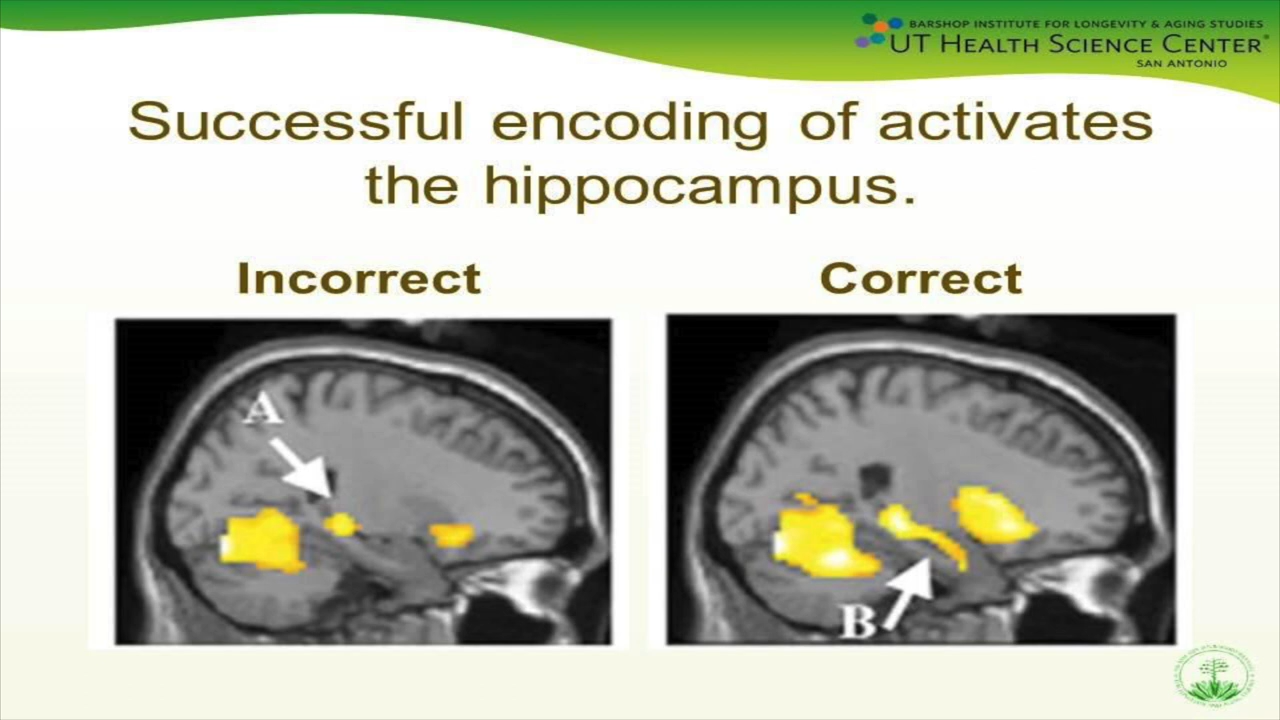 BARSHOP INSTITUTE FOR LONGEVITY & AGING STUDIES
UT HEALTH SCIENCE CENTER®
SAN ANTONIO
Successful encoding of activates
the hippocampus.
Incorrect
Correct
A
B